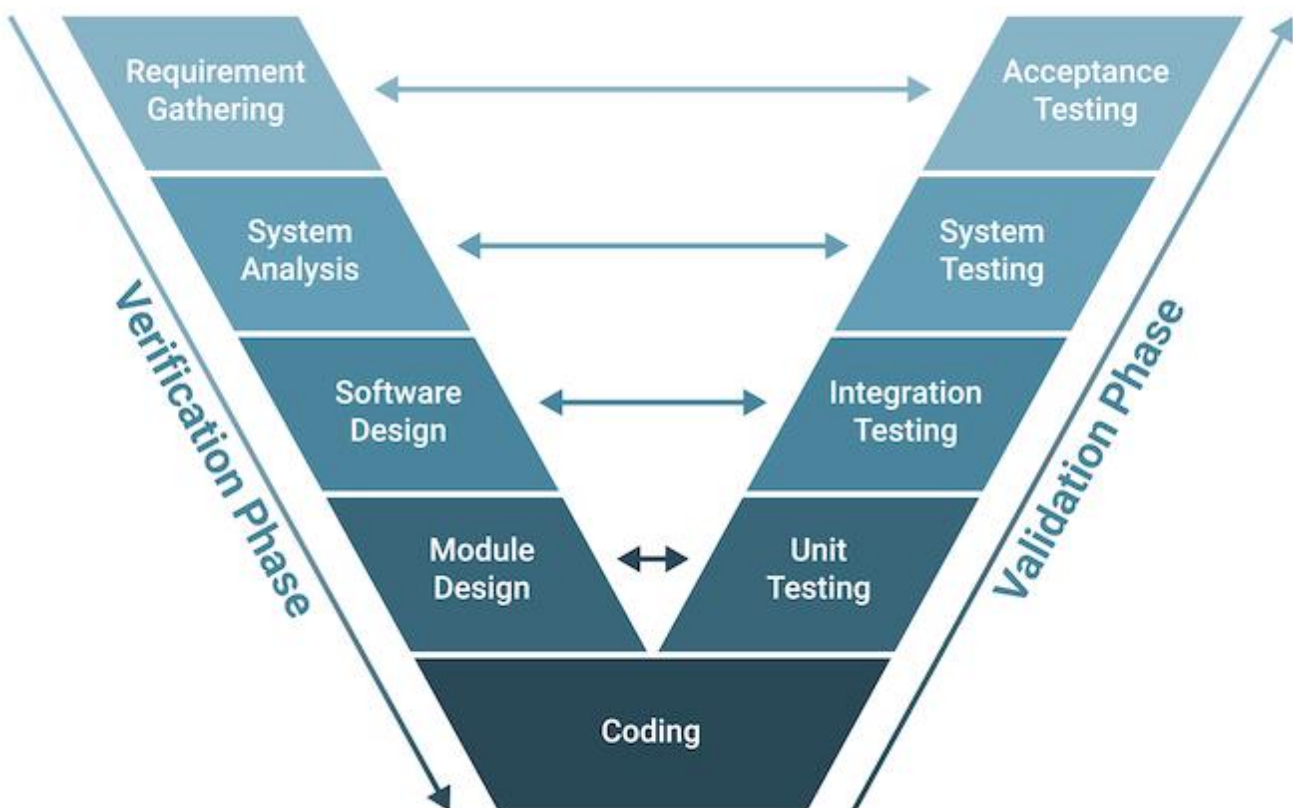 Requirement
Gathering
Acceptance
Testing
System
Analysis
System
Testing
Software
Design
Integration
Testing
Module
Design
Unit
Testing
Coding
Verification Phase
Validation Phase